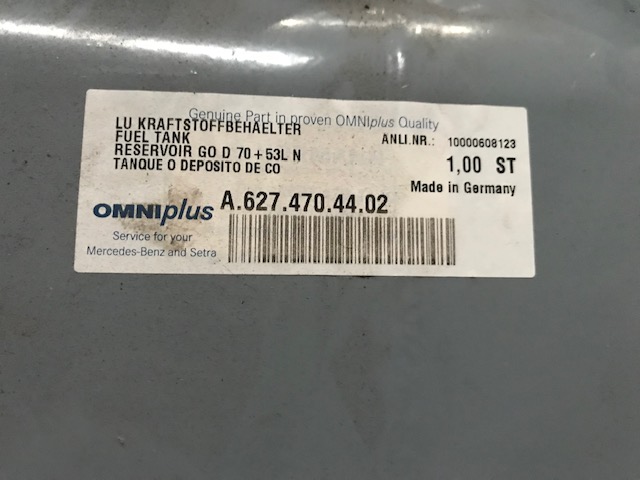 Genuine Part in proven OMNIplus Quality
LU KRAFTSTOFFBEHAELTER
FUEL TANK
RESERVOIR GO D 70+53L N
TANQUE O DEPOSITO DE CO
ANLI.NR.: 10000608123
1,00 ST
Made in Germany
OMNIplus
A.627.470.44.02
Service for your
Mercedes-Benz and Setra